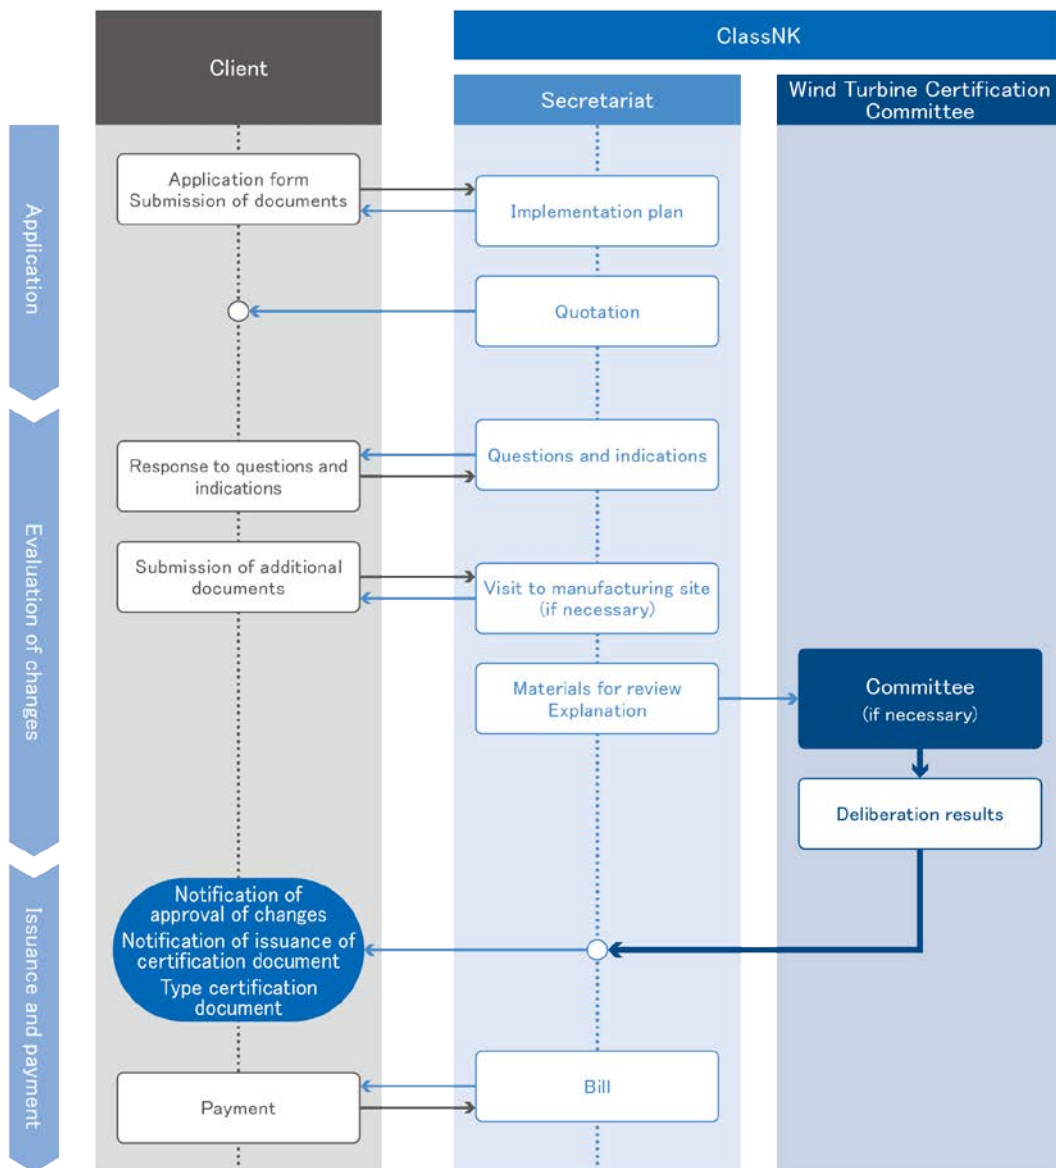 Client
ClassNK
Secretariat
Wind Turbine Certification
Committee
Application
Application form
Submission of documents
Implementation plan
Quotation
Evaluation of changes
Questions and indications
Response to questions and
indications
Submission of additional
documents
Visit to manufacturing site
(if necessary)
Materials for review
Explanation
Committee
(if necessary)
Deliberation results
Issuance and payment
Notification of
approval of changes
Notification of issuance of
certification document
Type certification
document
Bill
Payment